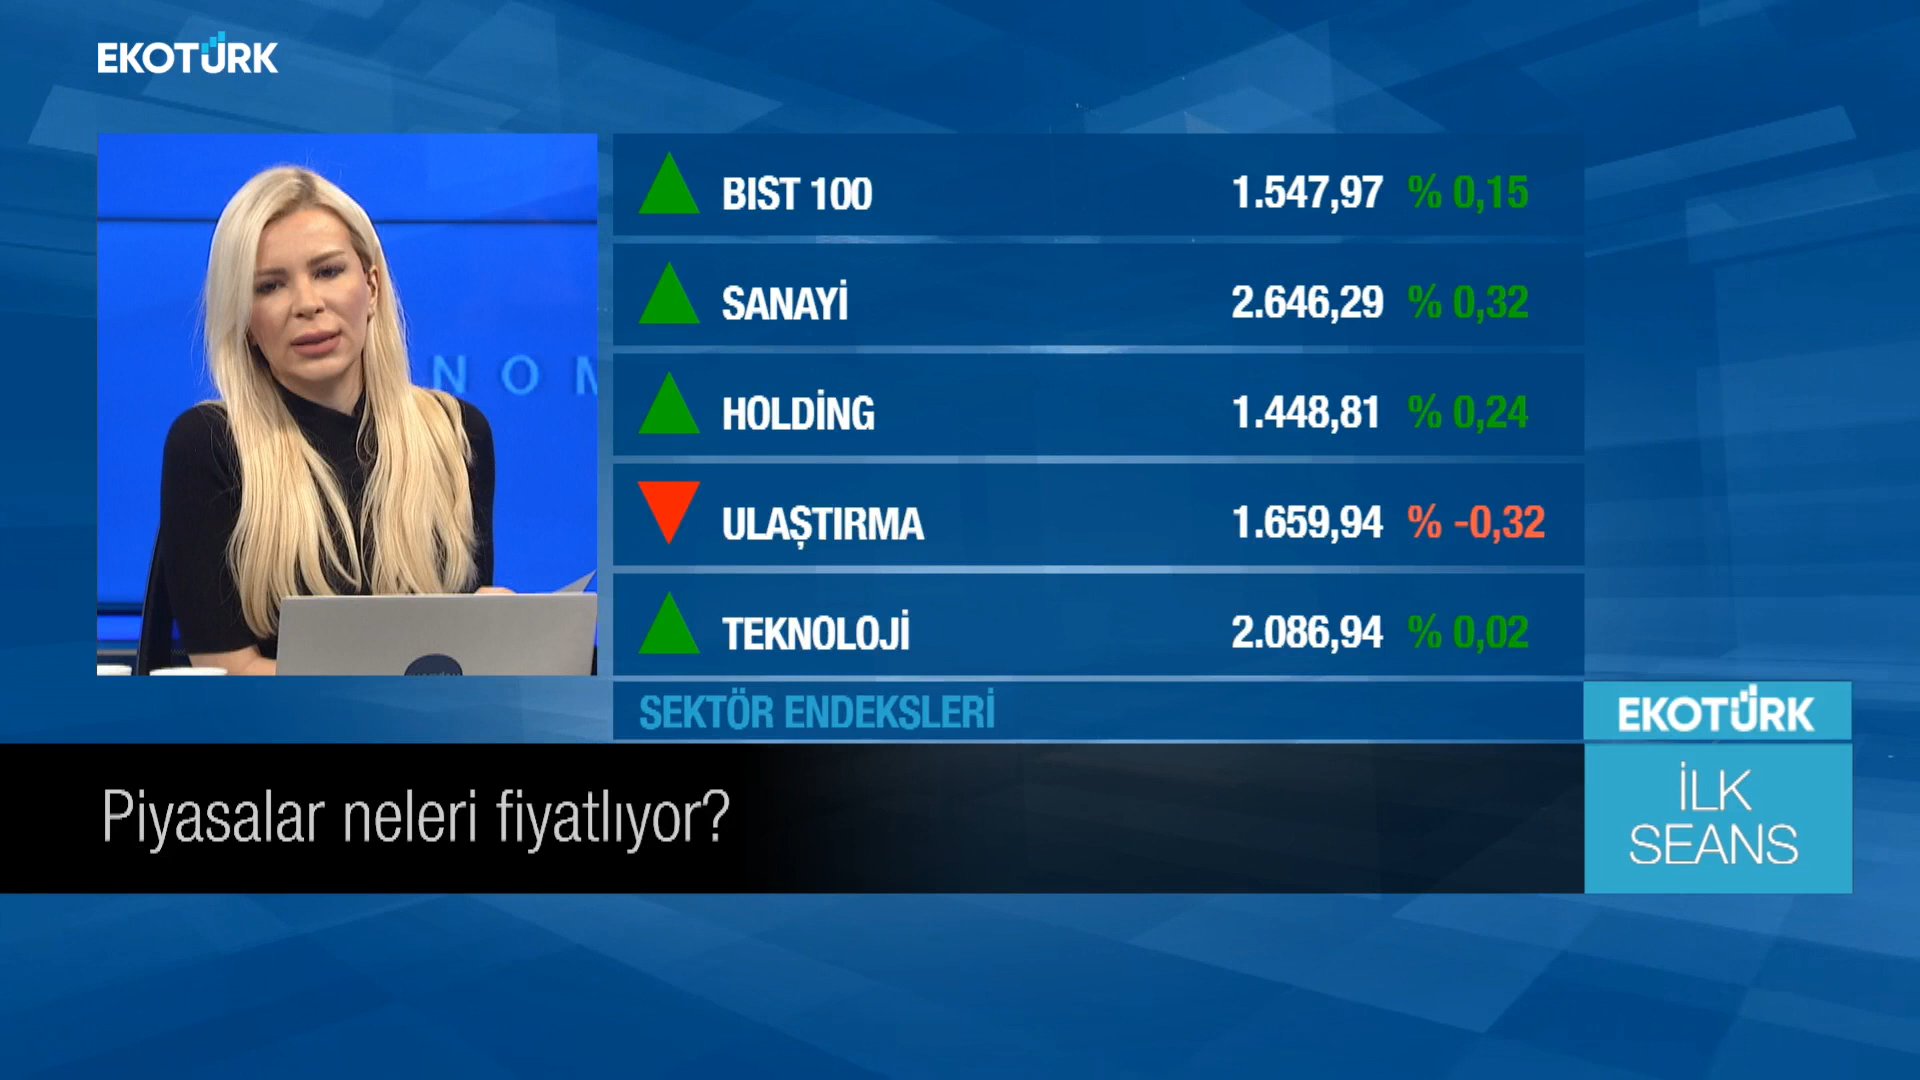 EKOTÜRK
NOM
BIST 100 1.547,97 % 0,15
SANAYİ 2.646,29 % 0,32
HOLDİNG 1.448,81 % 0,24
ULAŞTIRMA 1.659,94 % -0,32
TEKNOLOJİ 2.086,94 % 0,02
SEKTÖR ENDEKSLERİ
EKOTÜRK
Piyasalar neleri fiyatlıyor?
İLK
SEANS